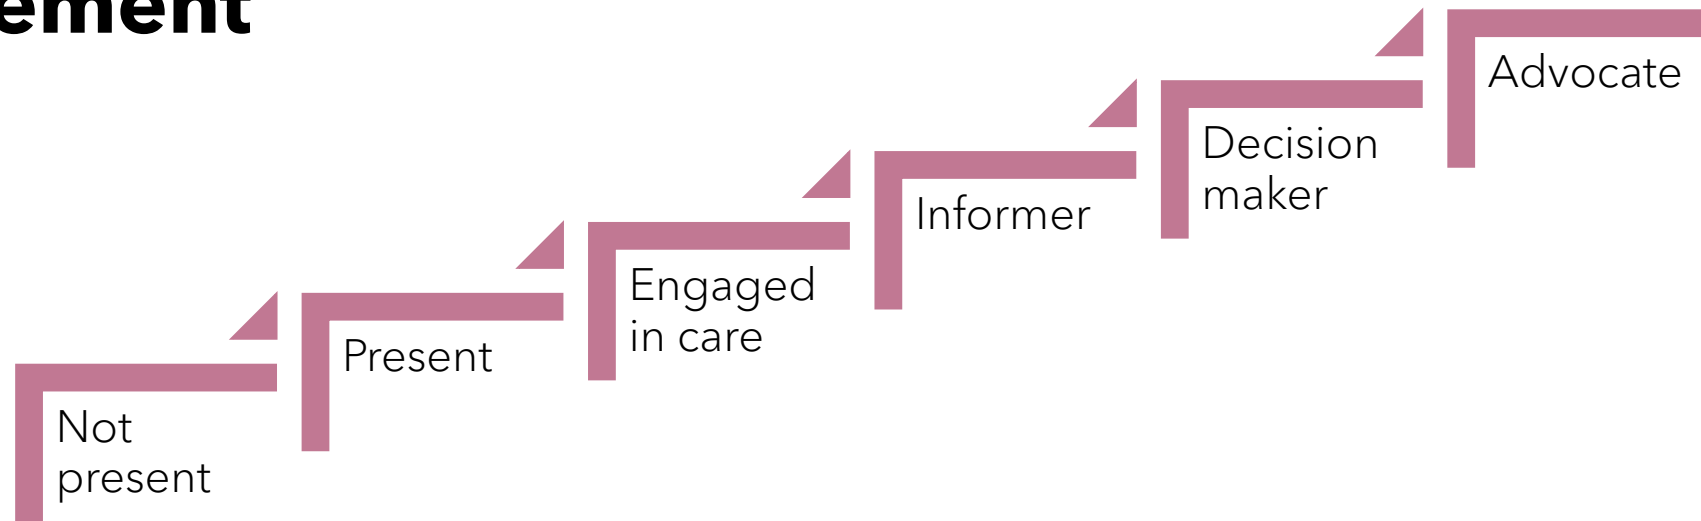 ement
Not
present
Present
Engaged
in care
Informer
Decision
maker
Advocate